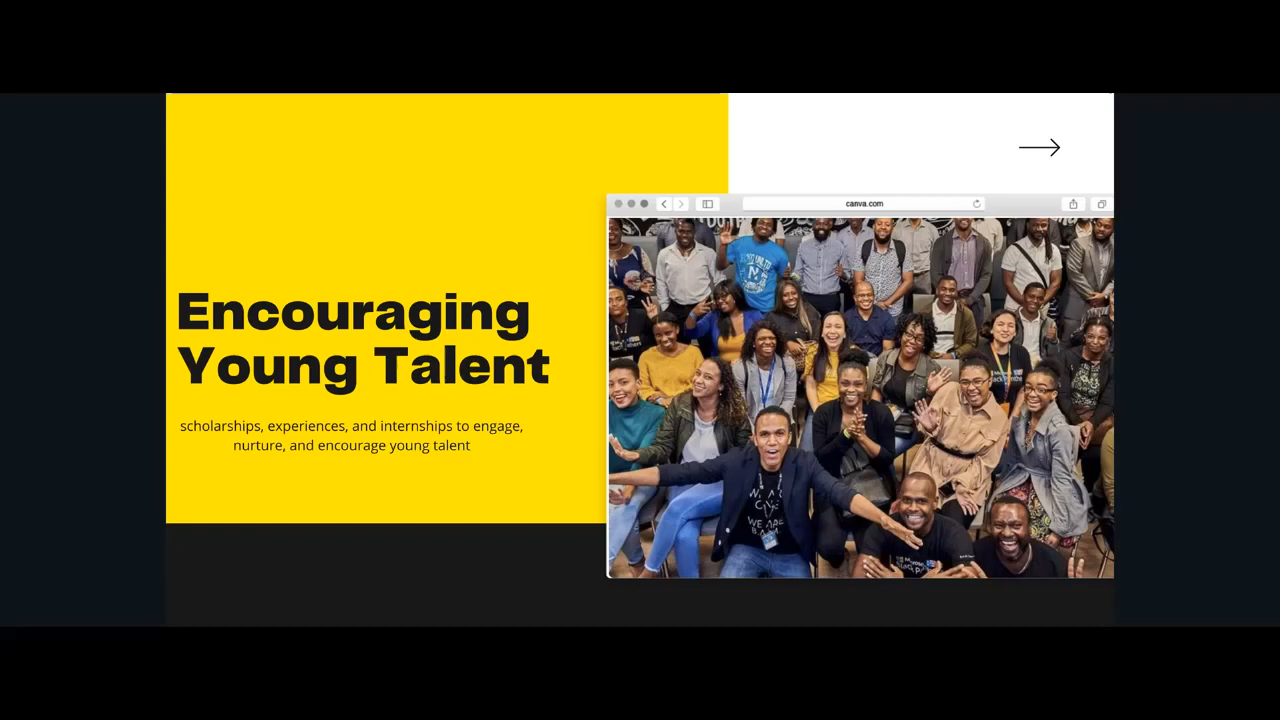 canva.com
Encouraging
Young Talent
scholarships, experiences, and internships to engage,
nurture, and encourage young talent